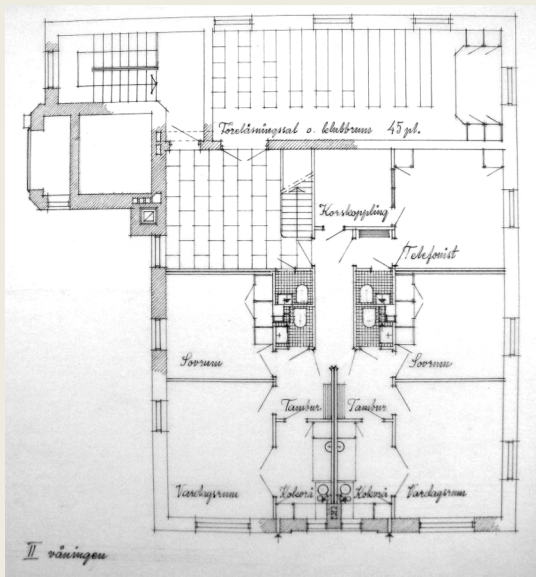 Föreläsningssal o. klubbrum 45 pl.
Korskoppling
Telefonist
Sovrum
Sovrum
Tambur
Tambur
Vardagsrum
Kokvrå
Kokvrå
Vardagsrum
II våningen